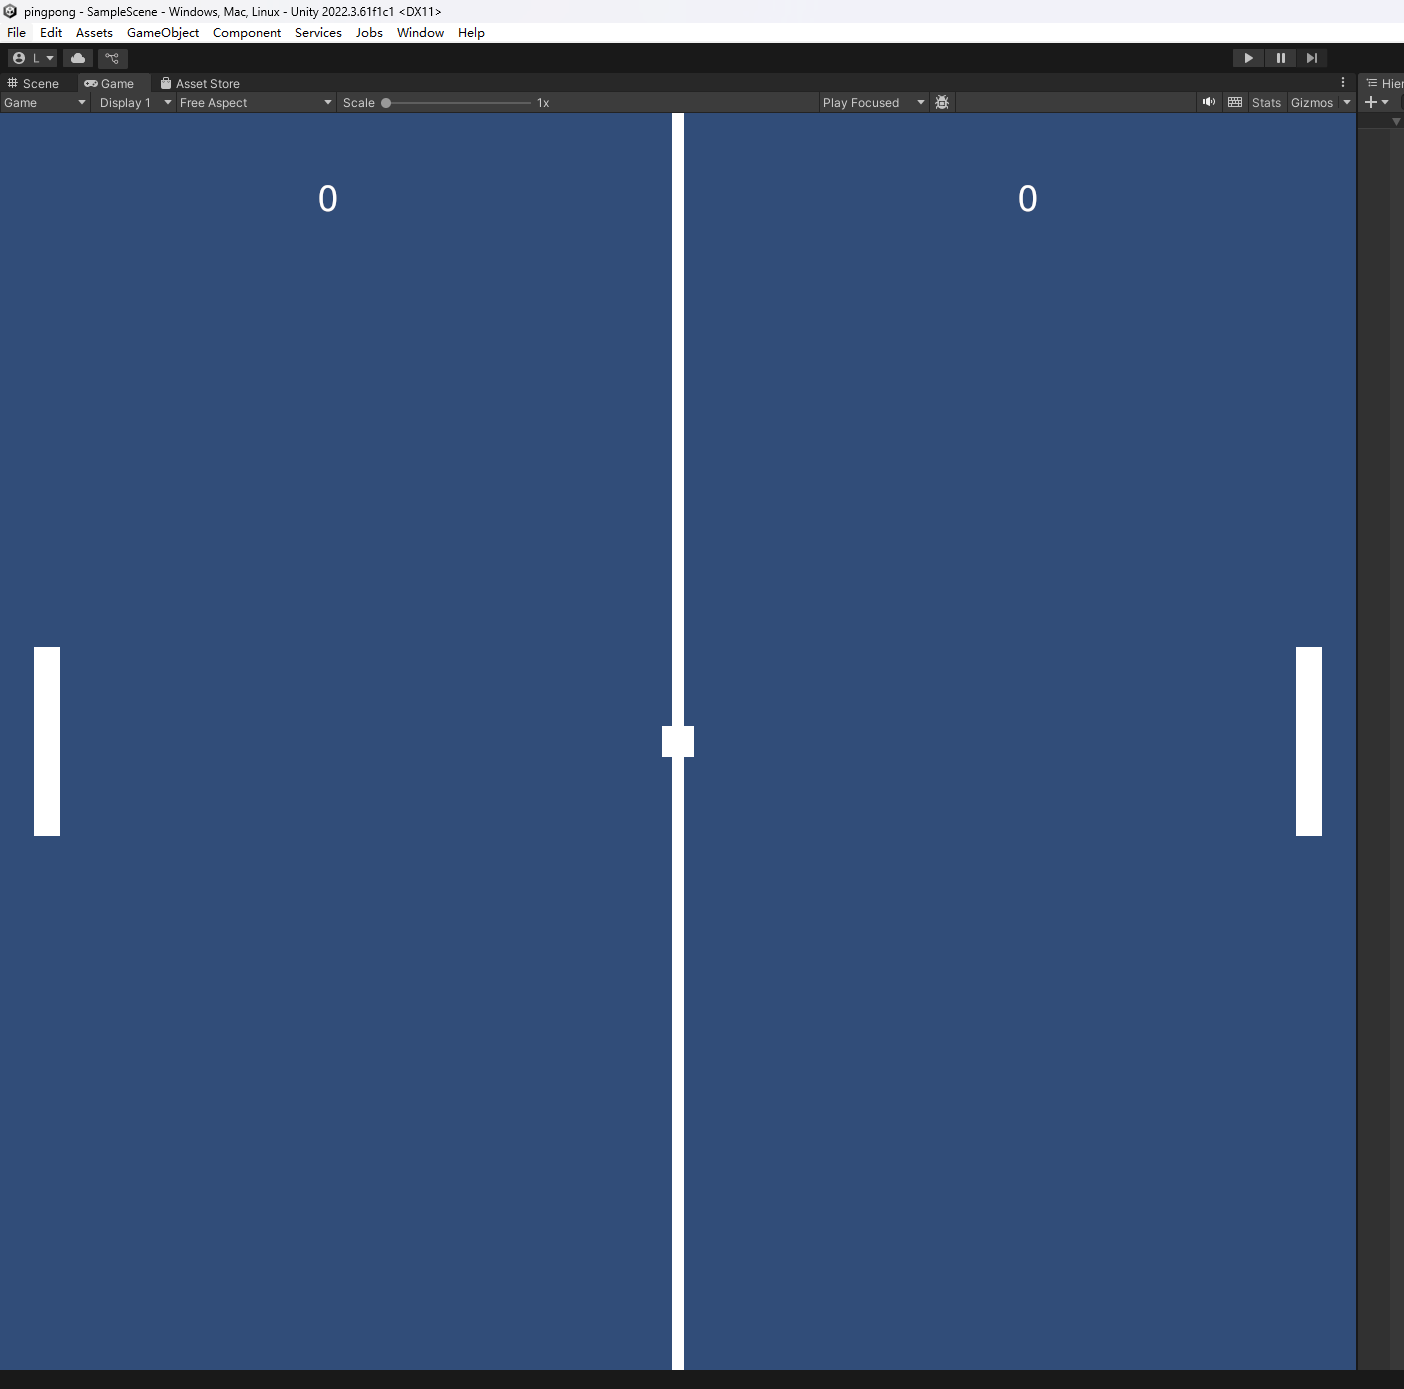 pingpong - SampleScene - Windows, Mac, Linux - Unity 2022.3.61f1c1 <DX11>
File Edit Assets GameObject Component Services Jobs Window Help
L
Scene Game Asset Store Hier
Game Display 1 Free Aspect Scale 1x Play Focused Stats Gizmos
0 0